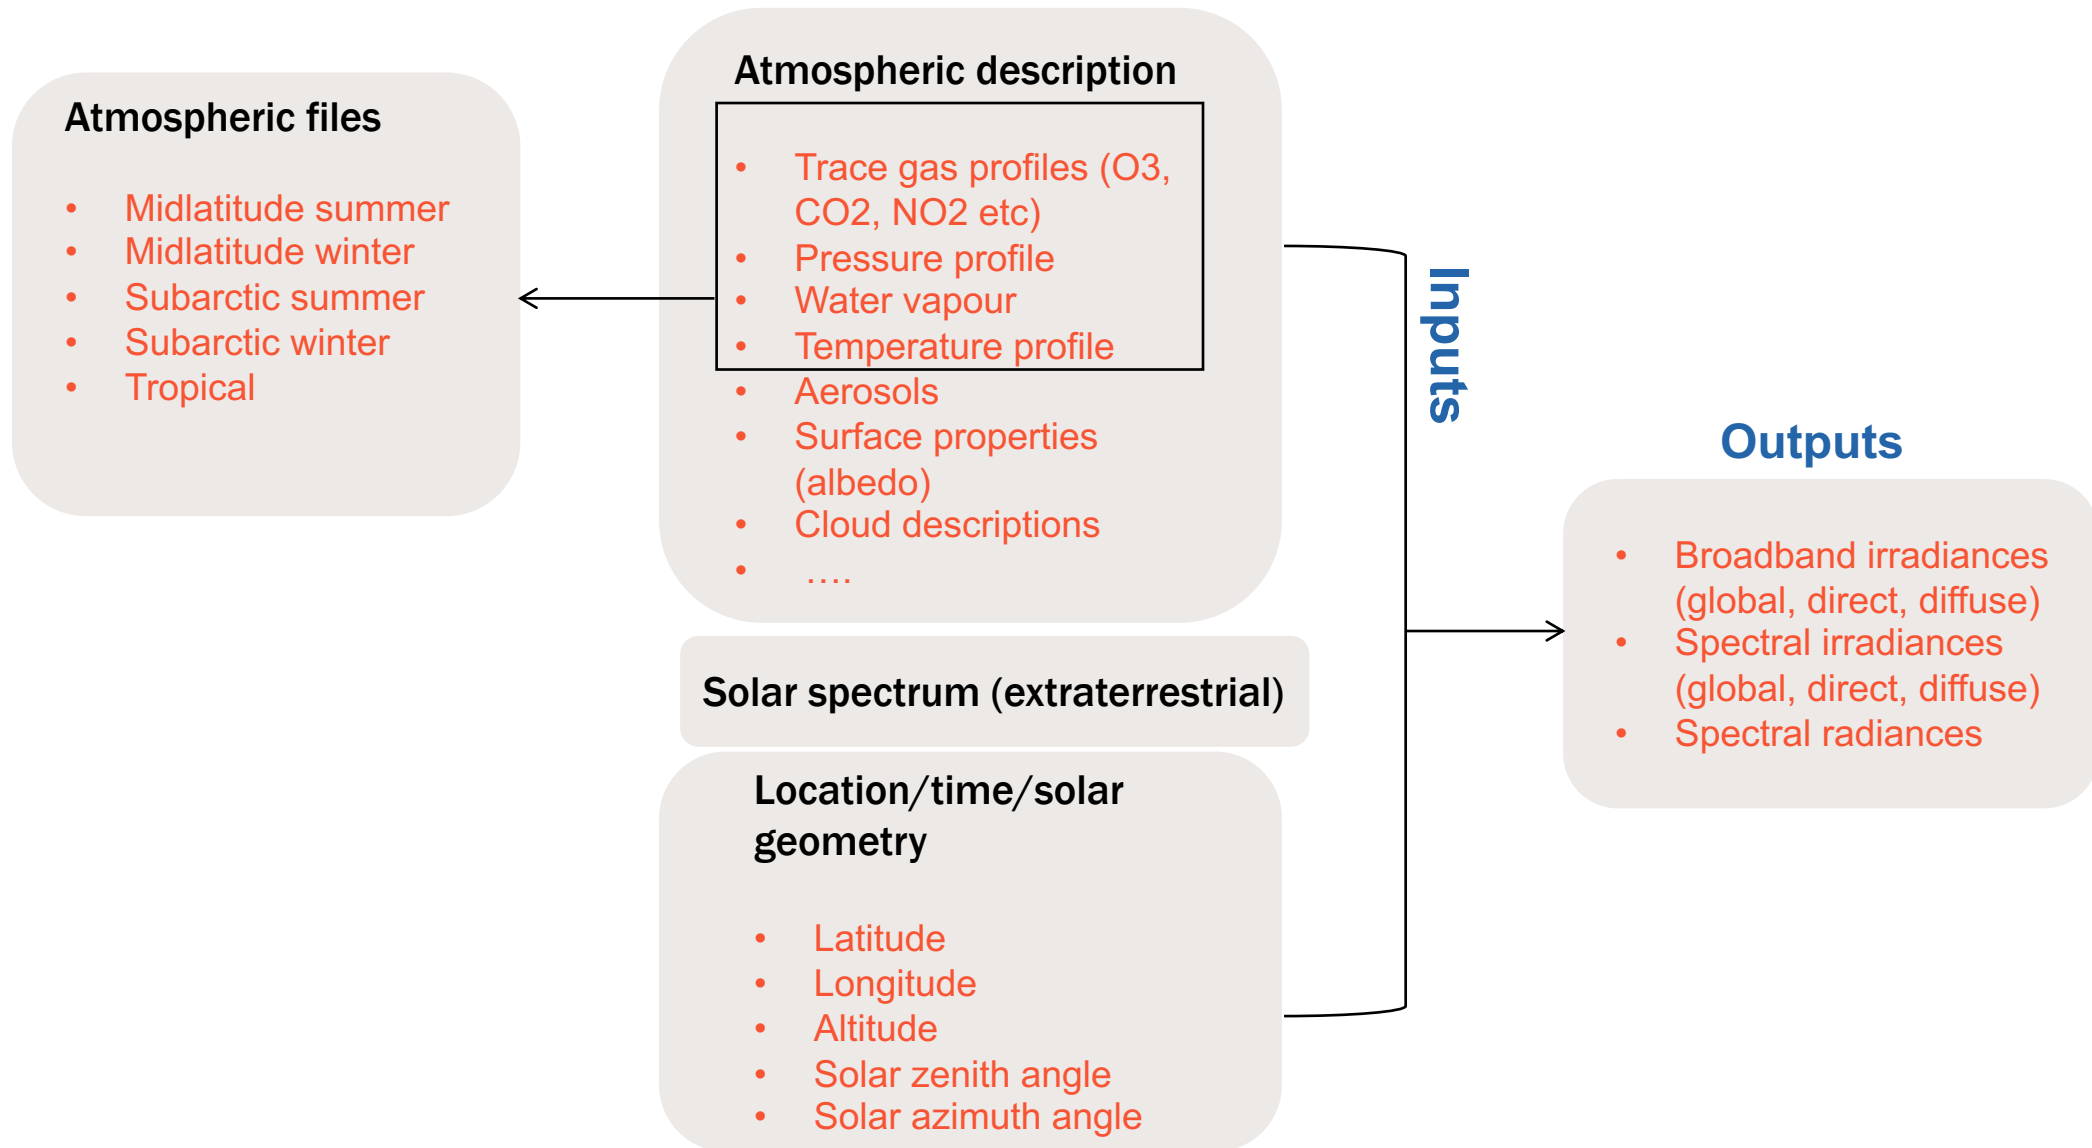 Atmospheric files
• Midlatitude summer
• Midlatitude winter
• Subarctic summer
• Subarctic winter
• Tropical
Atmospheric description
• Trace gas profiles (O3,
CO2, NO2 etc)
• Pressure profile
• Water vapour
• Temperature profile
• Aerosols
• Surface properties
(albedo)
• Cloud descriptions
• ….
Solar spectrum (extraterrestrial)
Location/time/solar
geometry
• Latitude
• Longitude
• Altitude
• Solar zenith angle
• Solar azimuth angle
Inputs
Outputs
• Broadband irradiances
(global, direct, diffuse)
• Spectral irradiances
(global, direct, diffuse)
• Spectral radiances